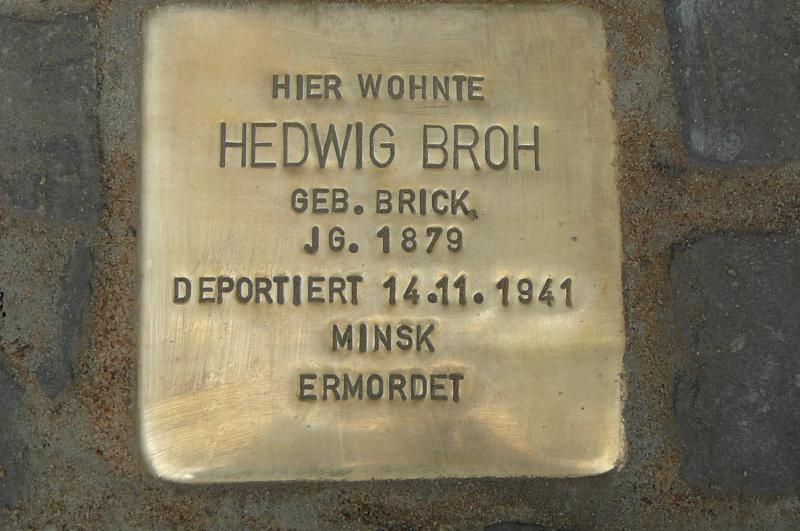 HIER WOHNTE
HEDWIG BROH
GEB. BRICK
JG. 1879
DEPORTIERT 14.11.1941
MINSK
ERMORDET